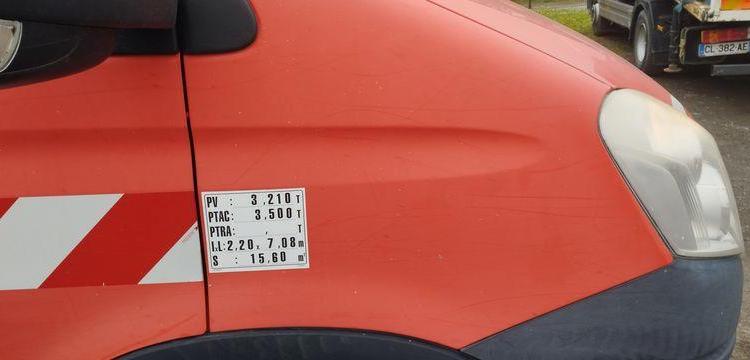 CL-382-AE
PV : 3,210 T
PTAC: 3,500 T
PTRA: , T
I.L: 2,20 x 7,08 m
S : 15,60 m²